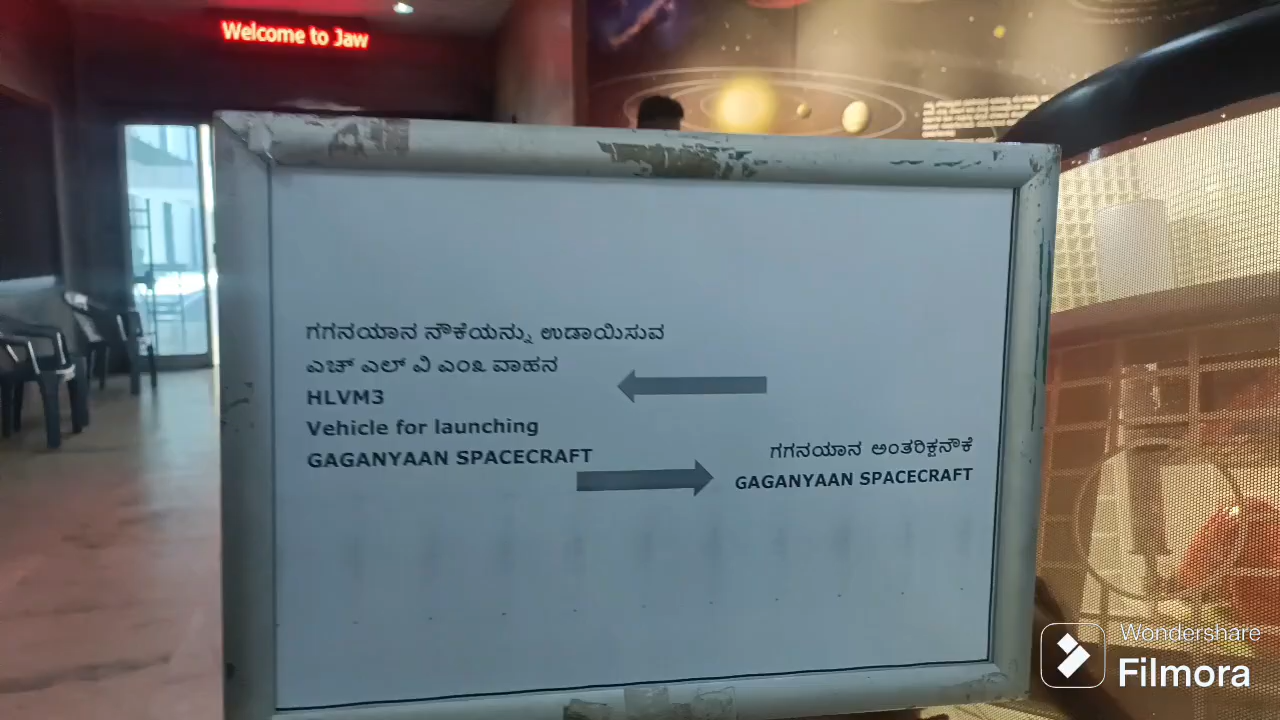 Welcome to Jaw
ಗಗನಯಾನ ನೌಕೆಯನ್ನು ಉಡಾಯಿಸುವ
ಎಚ್ ಎಲ್ ವಿ ಎಂ೩ ವಾಹನ
HLVM3
Vehicle for launching
GAGANYAAN SPACECRAFT
ಗಗನಯಾನ ಅಂತರಿಕ್ಷನೌಕೆ
GAGANYAAN SPACECRAFT
Wondershare
Filmora